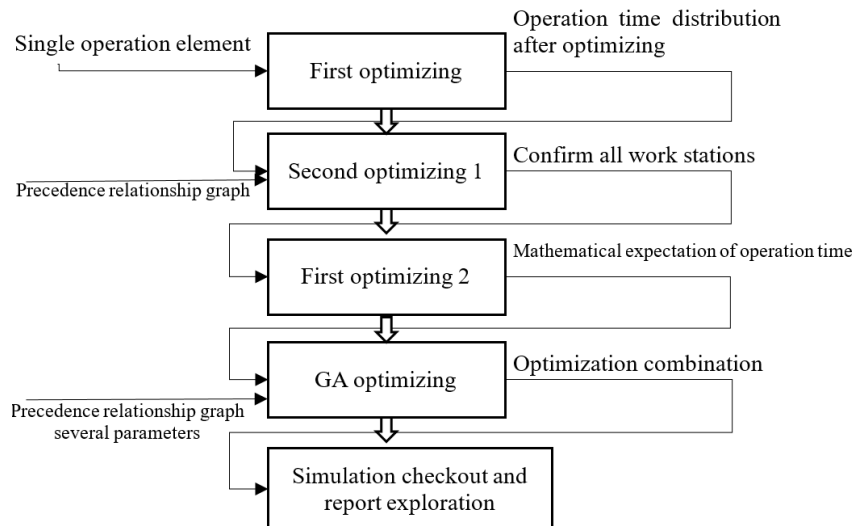 Operation time distribution
after optimizing
Single operation element
First optimizing
Second optimizing 1
Confirm all work stations
Precedence relationship graph
Mathematical expectation of operation time
First optimizing 2
GA optimizing
Optimization combination
Precedence relationship graph
several parameters
Simulation checkout and
report exploration